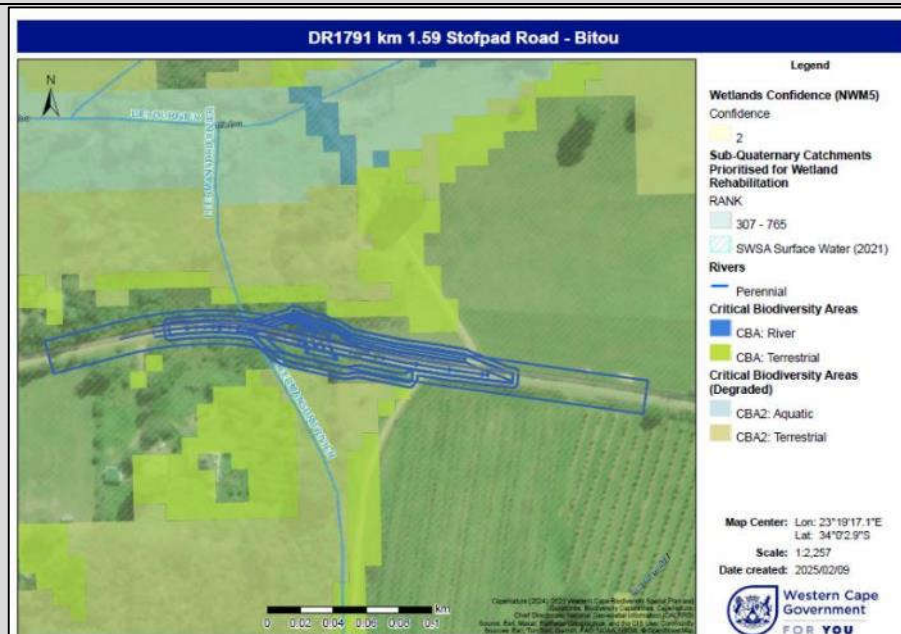 DR1791 km 1.59 Stofpad Road - Bitou
N
Legend
Wetlands Confidence (NWM5)
Confidence
2
Sub-Quaternary Catchments
Prioritised for Wetland
Rehabilitation
RANK
307 - 765
SWSA Surface Water (2021)
Rivers
Perennial
Critical Biodiversity Areas
CBA: River
CBA: Terrestrial
Critical Biodiversity Areas
(Degraded)
CBA2: Aquatic
CBA2: Terrestrial
Map Center: Lon: 23°19'17.1"E
Lat: 34°0'2.9"S
Scale: 1:2,257
Date created: 2025/02/09
km
0 0.02 0.04 0.06 0.08 0.1
Western Cape
Government
FOR YOU